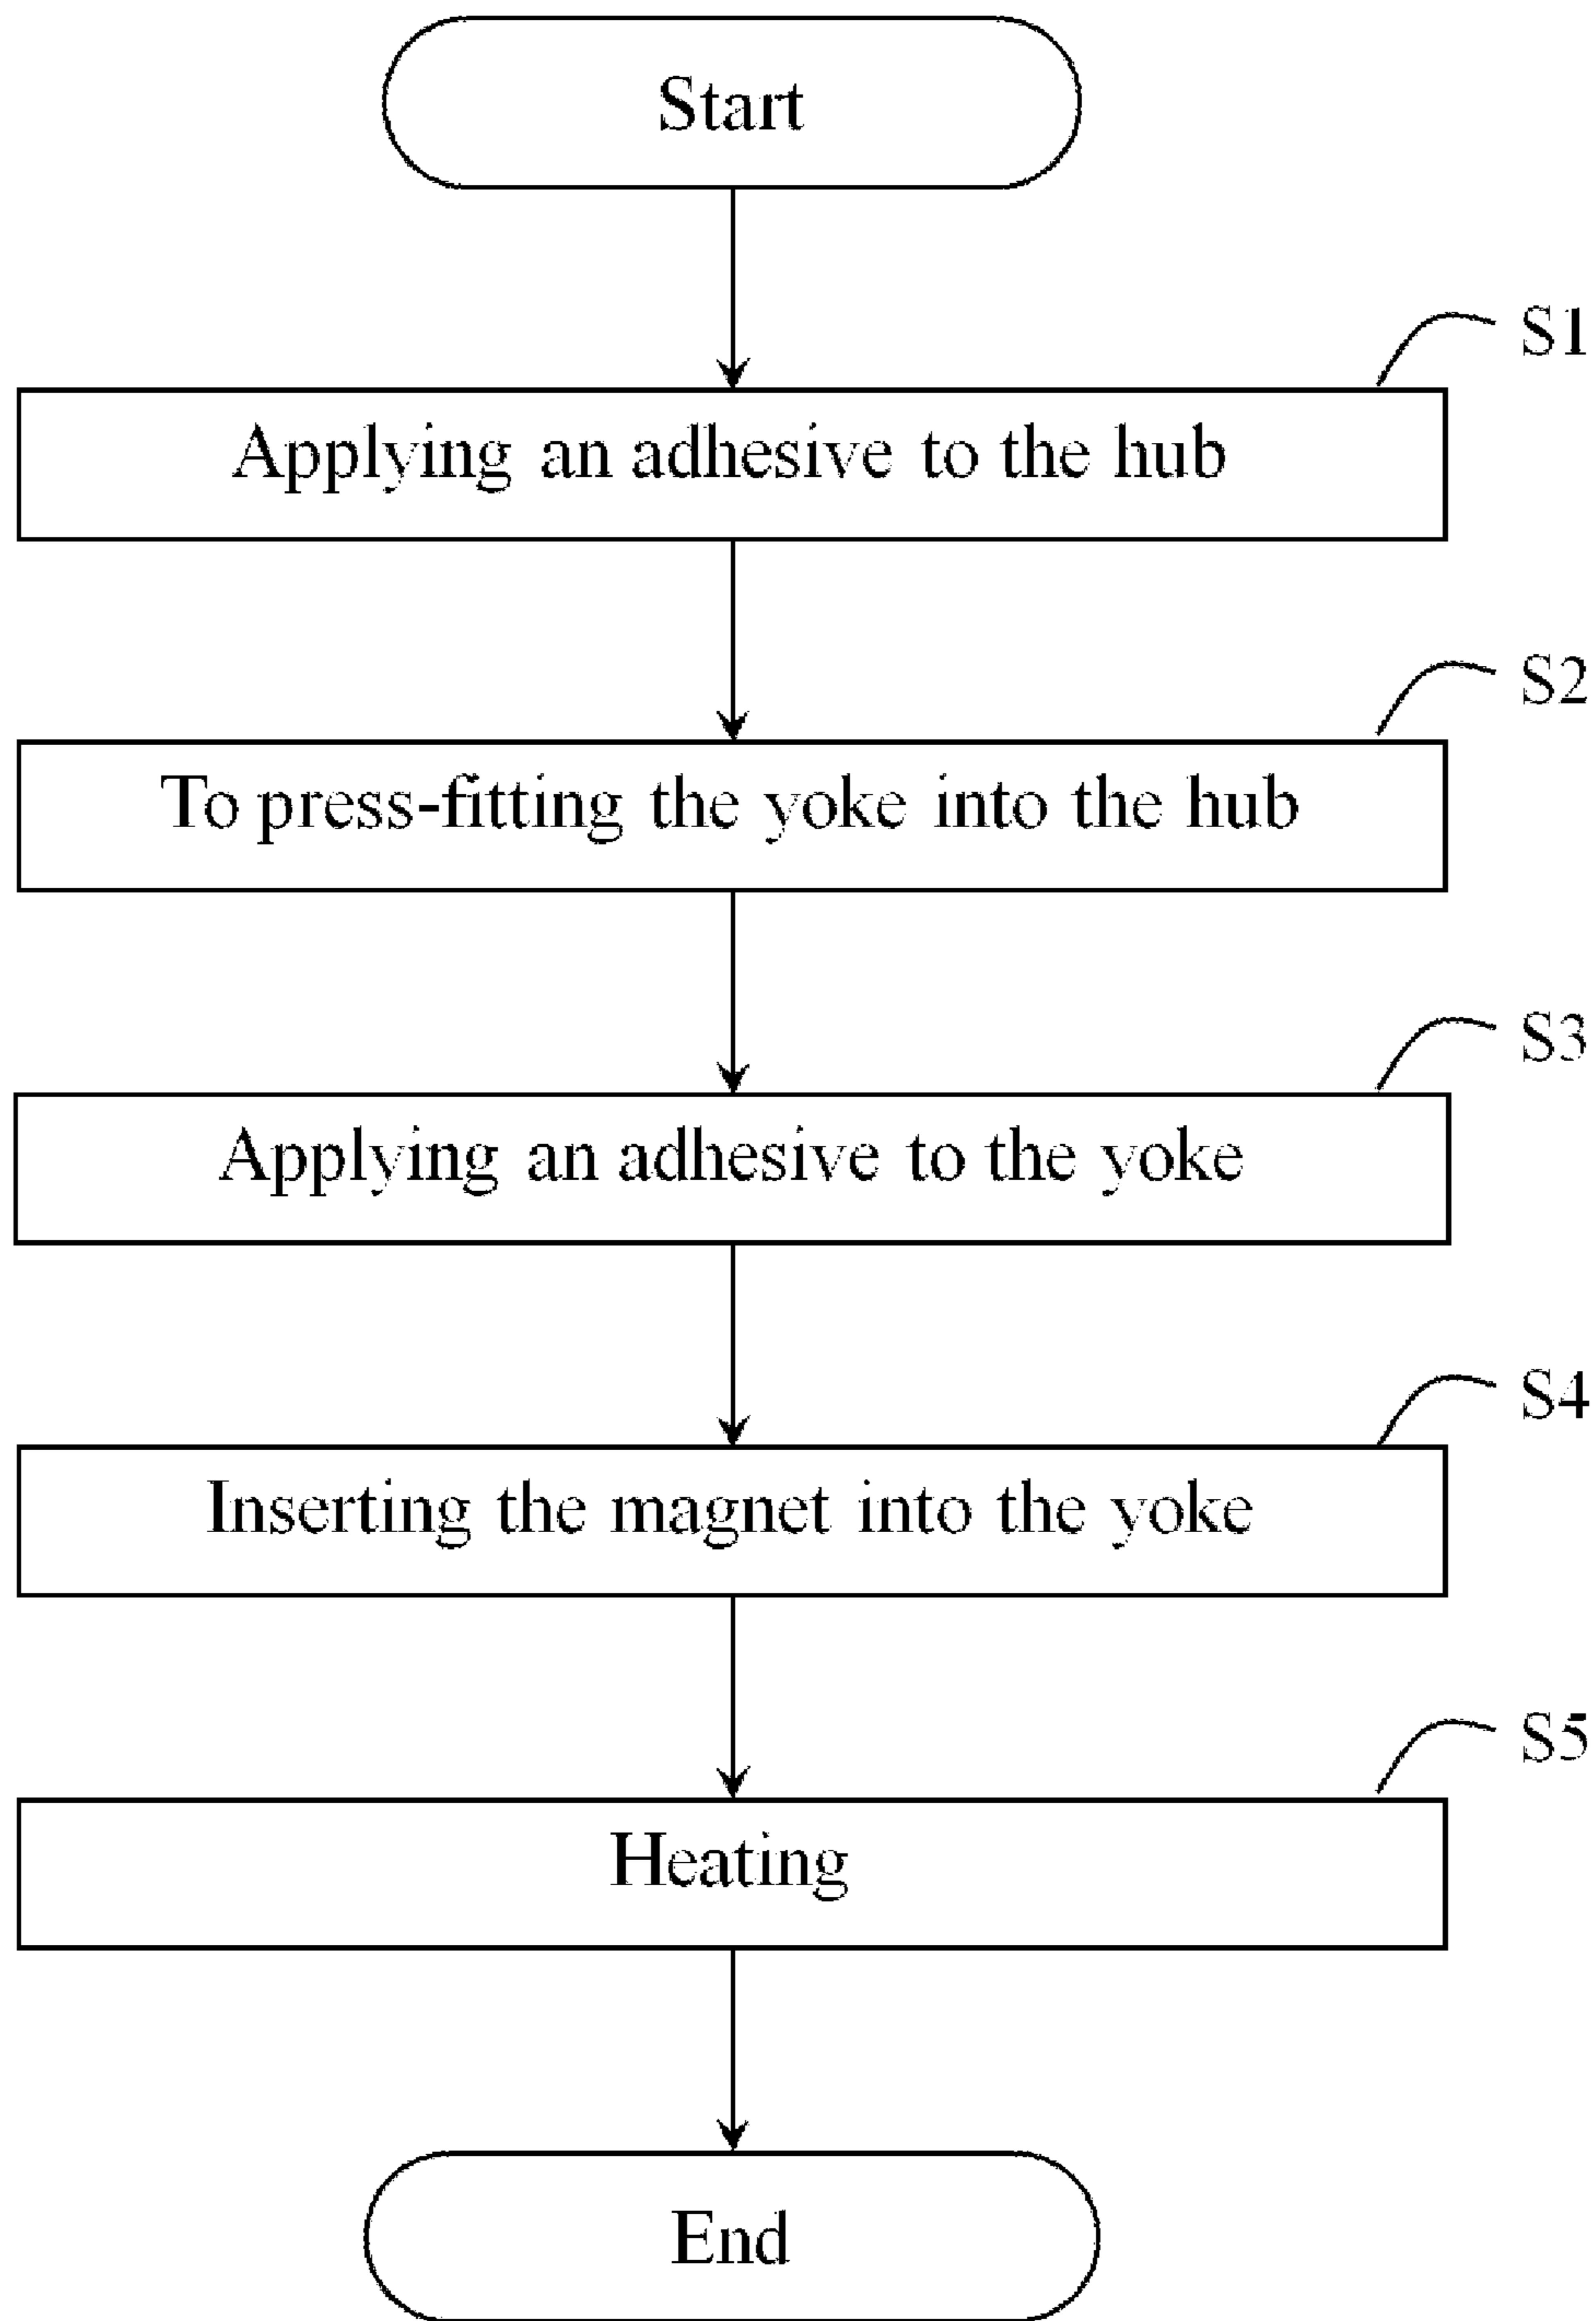 Start
S1
Applying an adhesive to the hub
S2
To press-fitting the yoke into the hub
S3
Applying an adhesive to the yoke
S4
Inserting the magnet into the yoke
S5
Heating
End